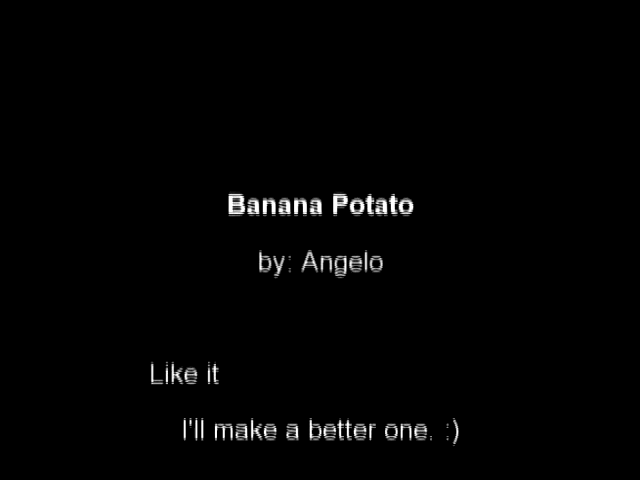 Banana Potato
by: Angelo
Like it
I'll make a better one. :)